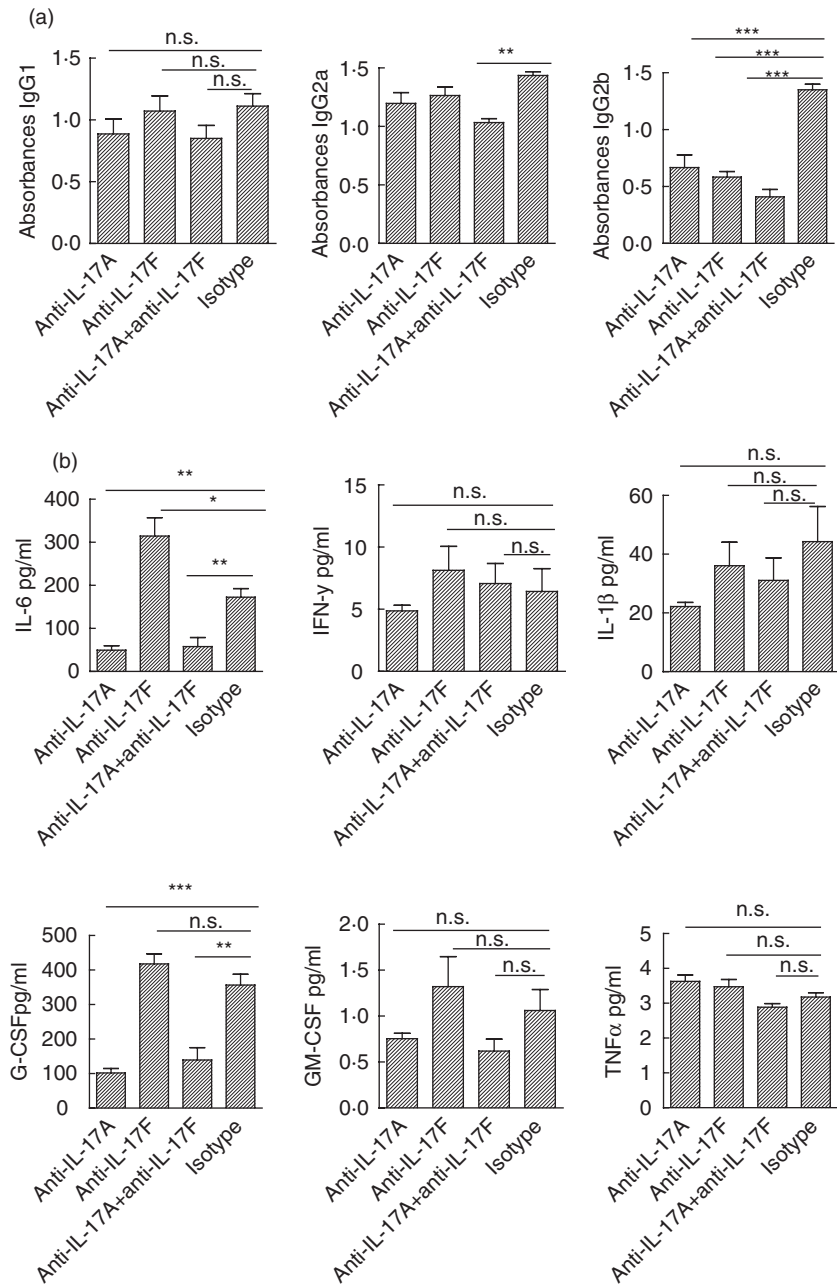 (a)
n.s.
n.s.
n.s.
Absorbances IgG1
1·5
1·0
0·5
0·0
Anti-IL-17A
Anti-IL-17F
Anti-IL-17A+anti-IL-17F
Isotype
**
Absorbances IgG2a
1·5
1·0
0·5
0·0
Anti-IL-17A
Anti-IL-17F
Anti-IL-17A+anti-IL-17F
Isotype
***
***
***
Absorbances IgG2b
1·5
1·0
0·5
0·0
Anti-IL-17A
Anti-IL-17F
Anti-IL-17A+anti-IL-17F
Isotype
(b)
**
*
**
IL-6 pg/ml
400
300
200
100
0
Anti-IL-17A
Anti-IL-17F
Anti-IL-17A+anti-IL-17F
Isotype
n.s.
n.s.
n.s.
IFN-y pg/ml
15
10
5
0
Anti-IL-17A
Anti-IL-17F
Anti-IL-17A+anti-IL-17F
Isotype
n.s.
n.s.
n.s.
IL-1β pg/ml
60
40
20
0
Anti-IL-17A
Anti-IL-17F
Anti-IL-17A+anti-IL-17F
Isotype
***
n.s.
**
G-CSFpg/ml
500
400
300
200
100
0
Anti-IL-17A
Anti-IL-17F
Anti-IL-17A+anti-IL-17F
Isotype
n.s.
n.s.
n.s.
GM-CSF pg/ml
2·0
1·5
1·0
0·5
0·0
Anti-IL-17A
Anti-IL-17F
Anti-IL-17A+anti-IL-17F
Isotype
n.s.
n.s.
n.s.
TNFα pg/ml
5
4
3
2
1
0
Anti-IL-17A
Anti-IL-17F
Anti-IL-17A+anti-IL-17F
Isotype